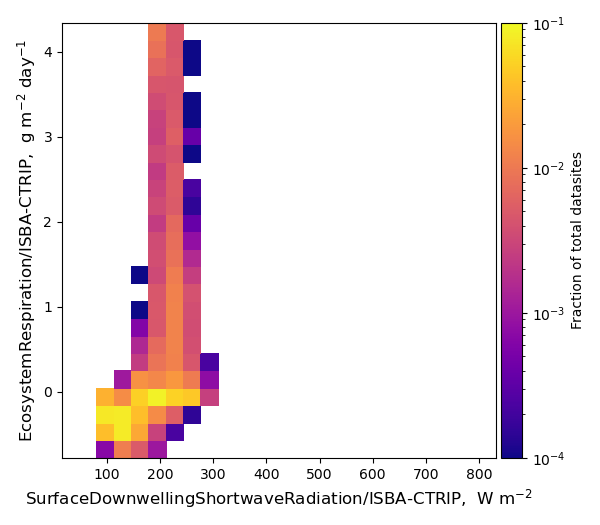 4
3
2
1
0
EcosystemRespiration/ISBA-CTRIP, g m⁻² day⁻¹
100 200 300 400 500 600 700 800
SurfaceDownwellingShortwaveRadiation/ISBA-CTRIP, W m⁻²
10⁻¹
10⁻²
10⁻³
10⁻⁴
Fraction of total datasites